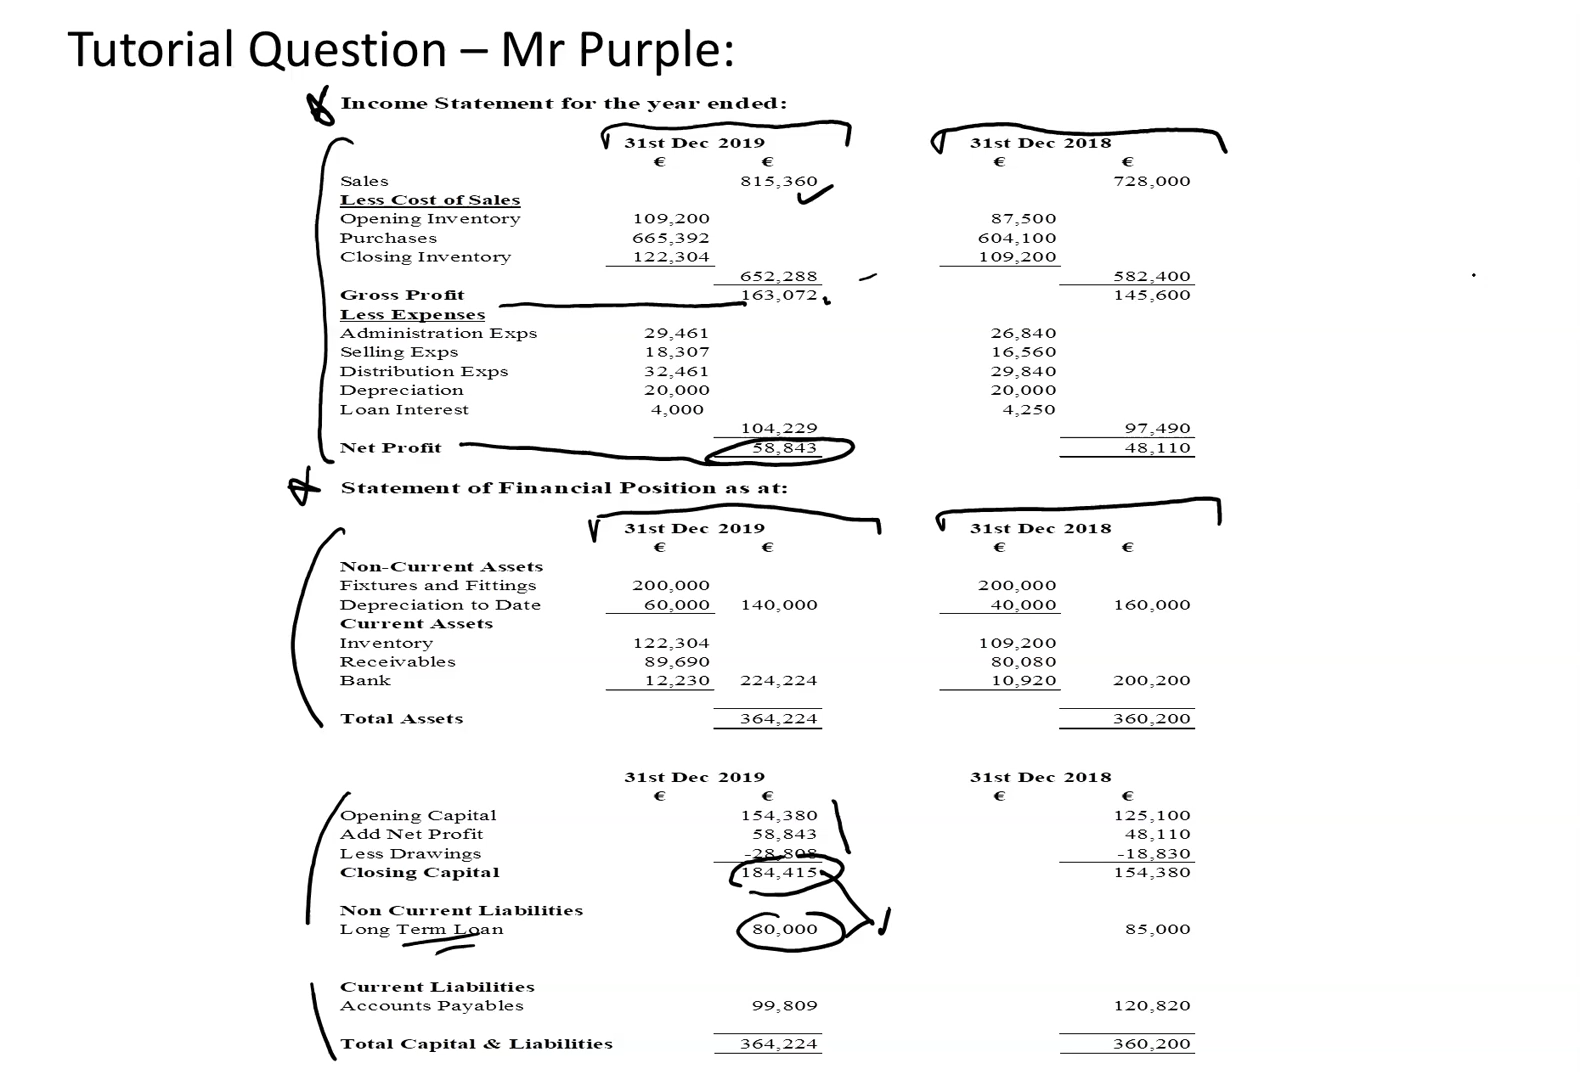 Tutorial Question – Mr Purple:
Income Statement for the year ended:
31st Dec 2019 31st Dec 2018
€ € € €
Sales 815,360 728,000
Less Cost of Sales
Opening Inventory 109,200 87,500
Purchases 665,392 604,100
Closing Inventory 122,304 109,200
652,288 582,400
Gross Profit 163,072 145,600
Less Expenses
Administration Exps 29,461 26,840
Selling Exps 18,307 16,560
Distribution Exps 32,461 29,840
Depreciation 20,000 20,000
Loan Interest 4,000 4,250
104,229 97,490
Net Profit 58,843 48,110
Statement of Financial Position as at:
31st Dec 2019 31st Dec 2018
€ € € €
Non-Current Assets
Fixtures and Fittings 200,000 200,000
Depreciation to Date 60,000 140,000 40,000 160,000
Current Assets
Inventory 122,304 109,200
Receivables 89,690 80,080
Bank 12,230 224,224 10,920 200,200
Total Assets 364,224 360,200
31st Dec 2019 31st Dec 2018
€ € € €
Opening Capital 154,380 125,100
Add Net Profit 58,843 48,110
Less Drawings -28,808 -18,830
Closing Capital 184,415 154,380
Non Current Liabilities
Long Term Loan 80,000 85,000
Current Liabilities
Accounts Payables 99,809 120,820
Total Capital & Liabilities 364,224 360,200